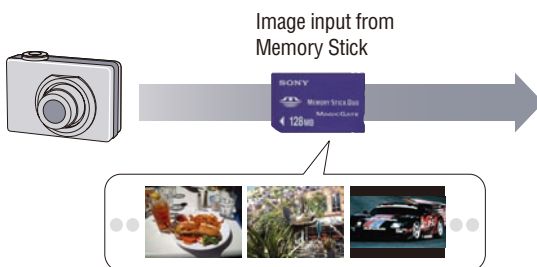 Image input from
Memory Stick
SONY
MEMORY STICK DUO
MAGICGATE
128MB